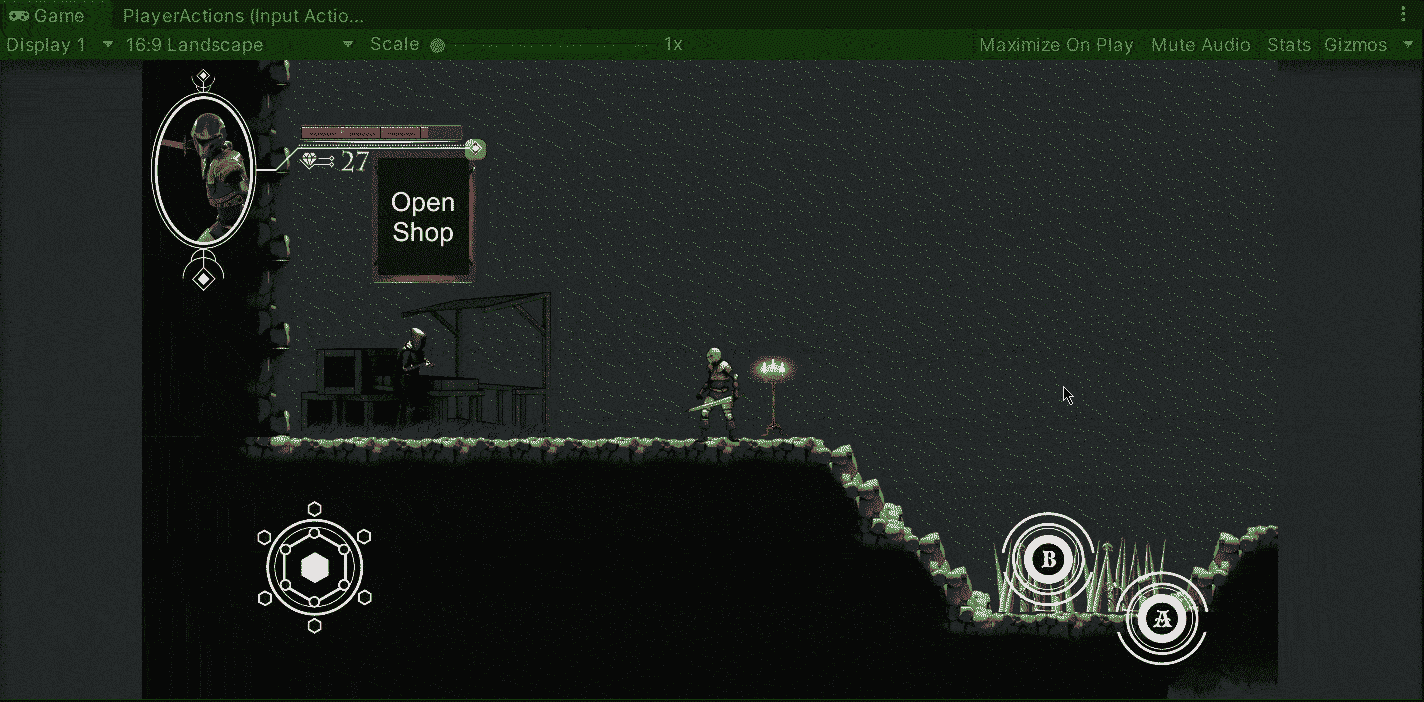 Game PlayerActions (Input Actio...
Display 1 16:9 Landscape Scale 1x Maximize On Play Mute Audio Stats Gizmos
27
Open
Shop
B
A